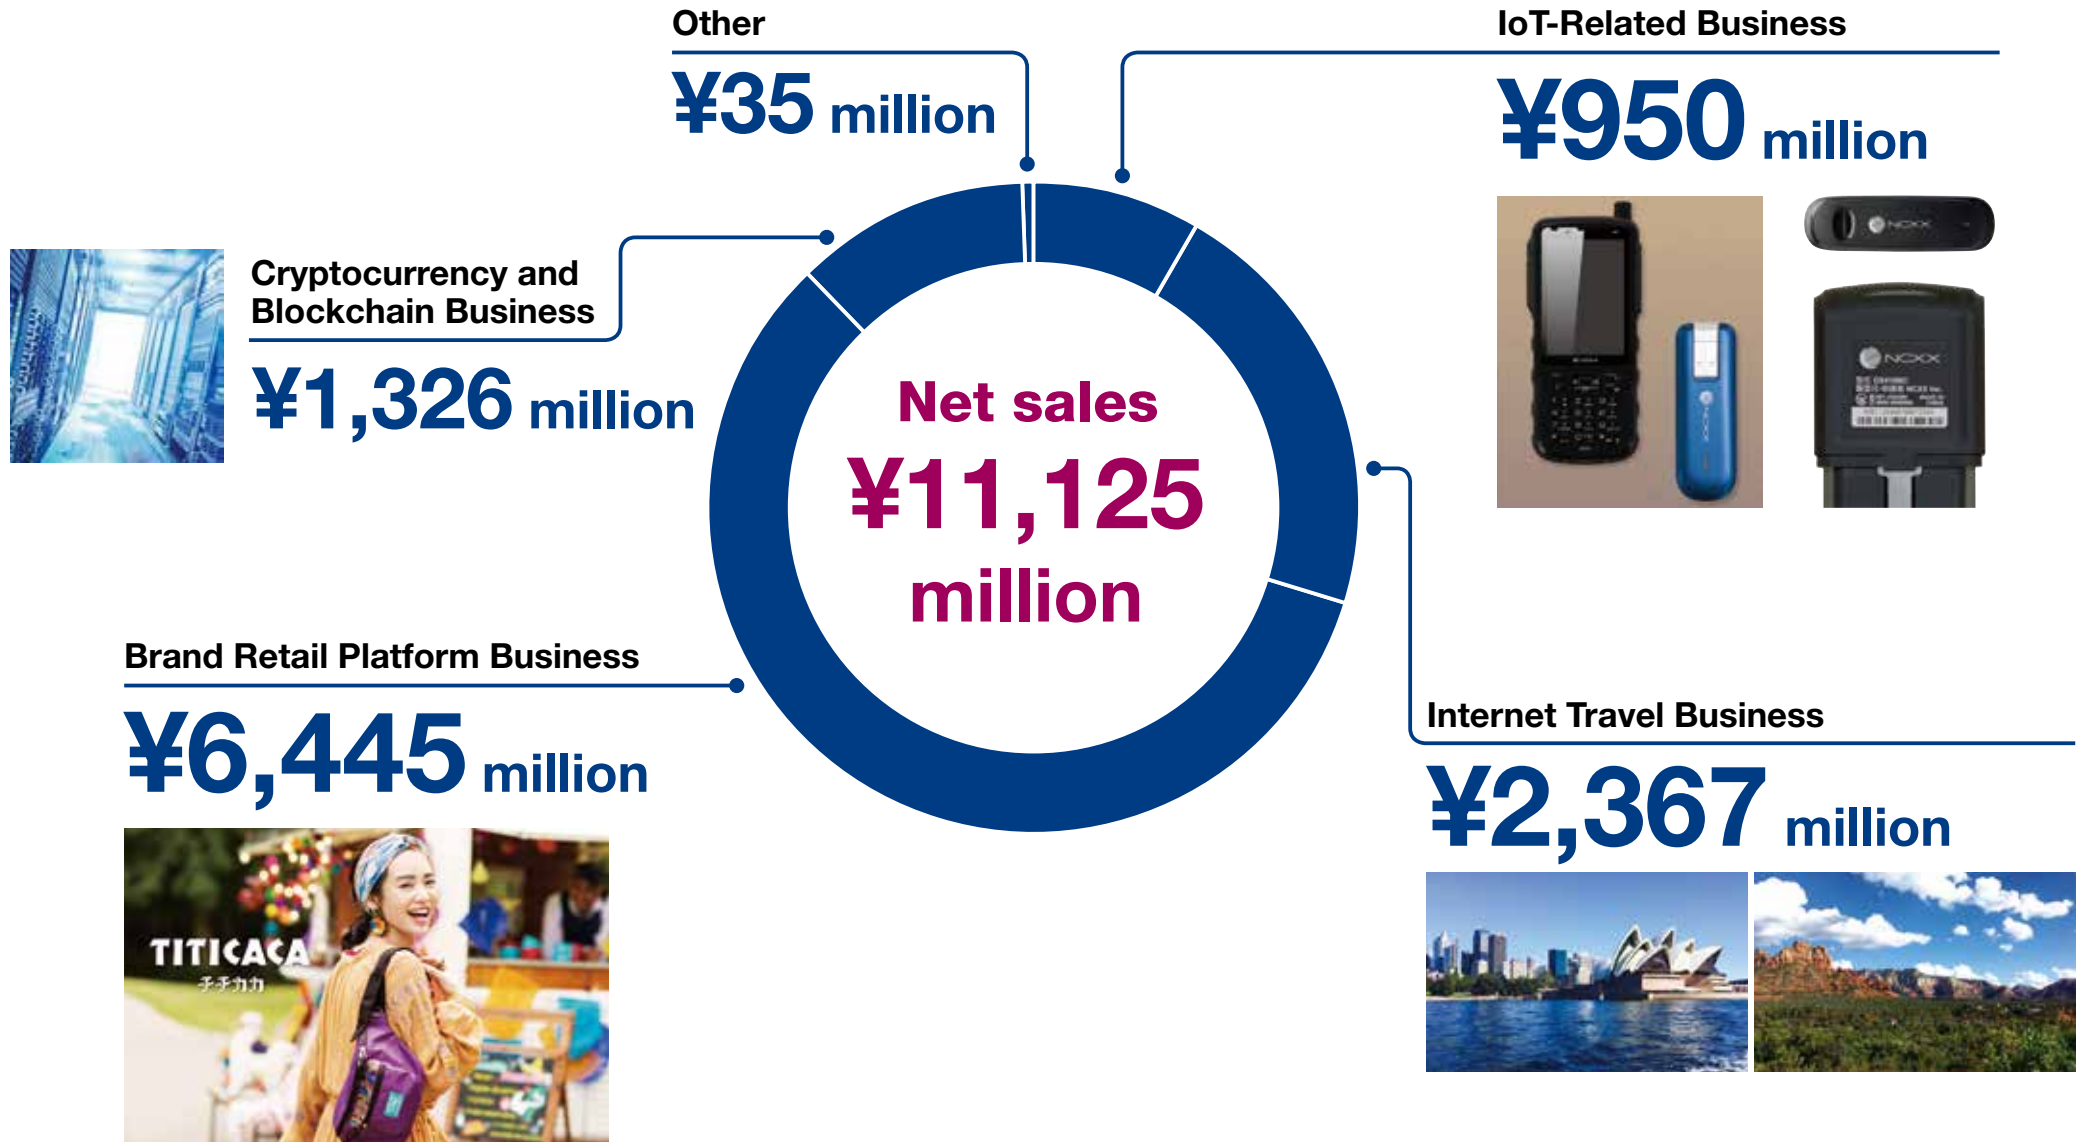 Other
¥35 million
IoT-Related Business
¥950 million
NCXX
NCXX
Cryptocurrency and
Blockchain Business
¥1,326 million
Net sales
¥11,125
million
Brand Retail Platform Business
¥6,445 million
TITICACA
チチカカ
Internet Travel Business
¥2,367 million